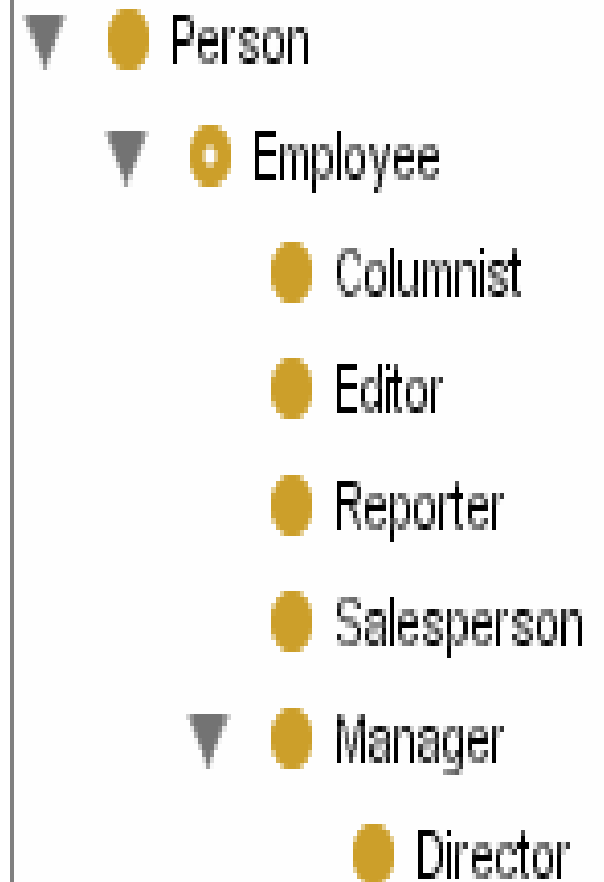 Person
Employee
Columnist
Editor
Reporter
Salesperson
Manager
Director